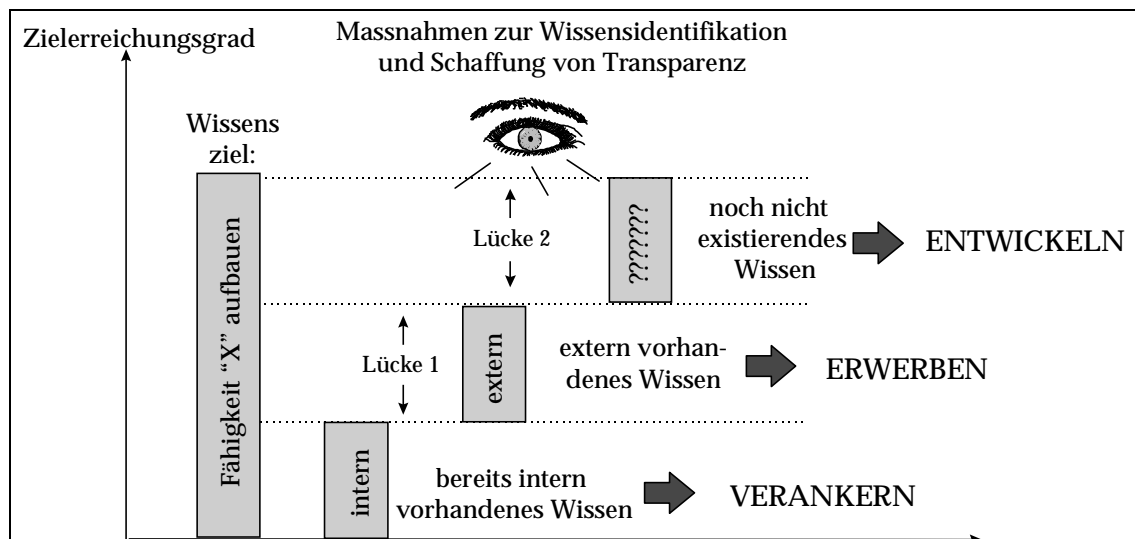 Zielerreichungsgrad
Massnahmen zur Wissensidentifikation
und Schaffung von Transparenz
Wissens
ziel:
Fähigkeit “X” aufbauen
Lücke 2
???????
noch nicht
existierendes
Wissen
ENTWICKELN
Lücke 1
extern
extern vorhan-
denes Wissen
ERWERBEN
intern
bereits intern
vorhandenes Wissen
VERANKERN